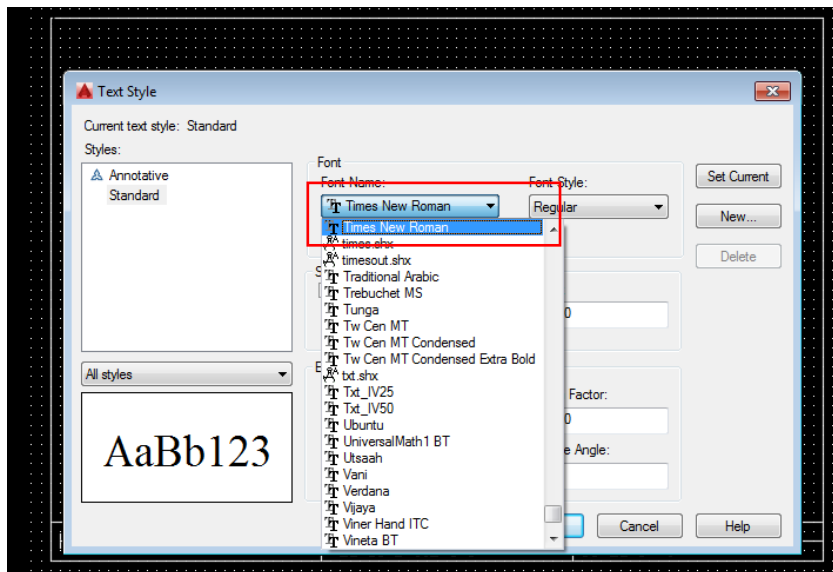 Text Style
Current text style: Standard
Styles:
Annotative
Standard
All styles
AaBb123
Font
Font Name:
Font Style:
Times New Roman
Regular
Times New Roman
times.shx
timesout.shx
Traditional Arabic
Trebuchet MS
Tunga
Tw Cen MT
Tw Cen MT Condensed
Tw Cen MT Condensed Extra Bold
txt.shx
Txt_IV25
Txt_IV50
Ubuntu
UniversalMath1 BT
Utsaah
Vani
Verdana
Vijaya
Viner Hand ITC
Vineta BT
Factor:
Angle:
Set Current
New...
Delete
Cancel
Help